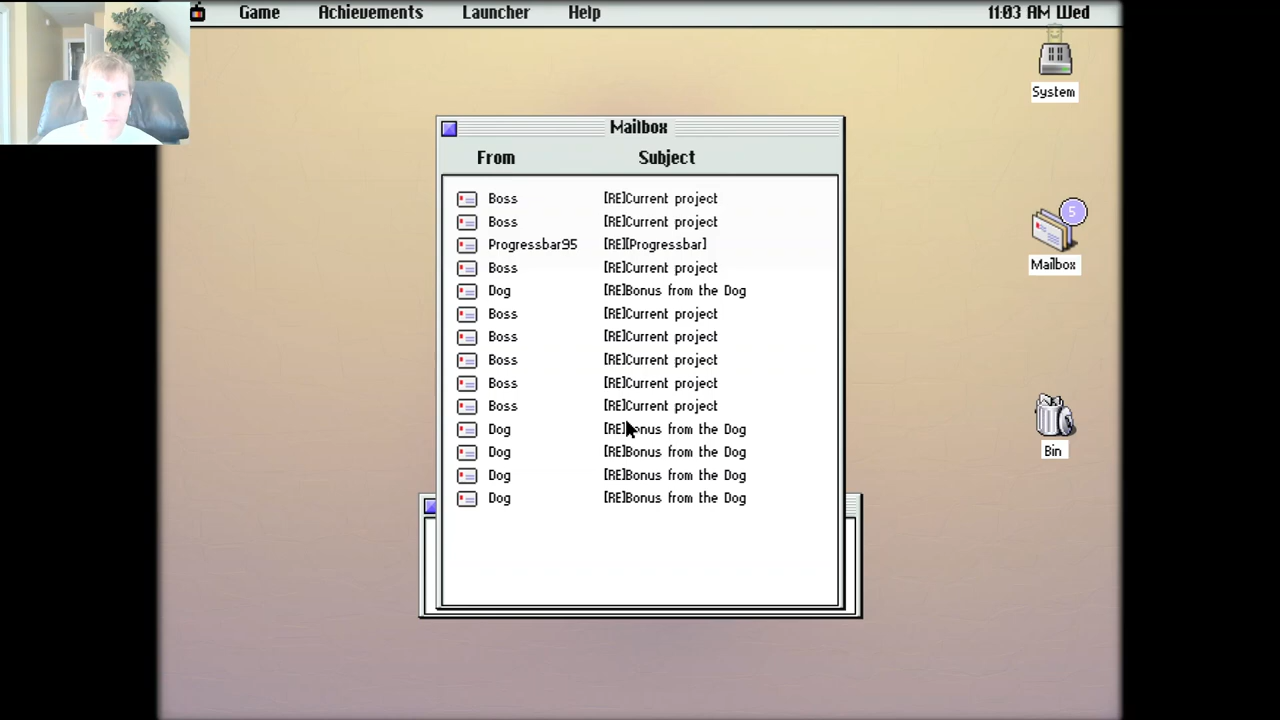 Game Achievements Launcher Help 11:03 AM Wed
System
Mailbox
From Subject
Boss [RE]Current project
Boss [RE]Current project
Progressbar95 [RE][Progressbar]
Boss [RE]Current project
Dog [RE]Bonus from the Dog
Boss [RE]Current project
Boss [RE]Current project
Boss [RE]Current project
Boss [RE]Current project
Boss [RE]Current project
Dog [RE]Bonus from the Dog
Dog [RE]Bonus from the Dog
Dog [RE]Bonus from the Dog
Dog [RE]Bonus from the Dog
5
Mailbox
Bin